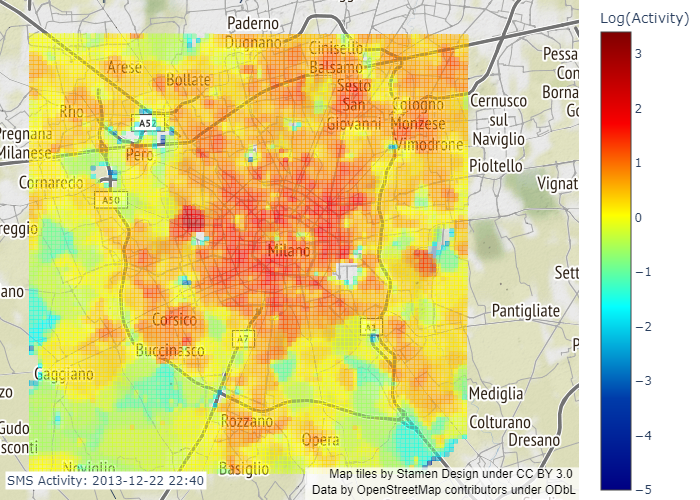 Paderno
Dugnano
Cinisello
Balsamo
Arese
Bollate
Sesto
San
Giovanni
Rho
Cologno
Monzese
Vimodrone
Cernusco
sul
Naviglio
Pessa
Con
Borna
Go
A52
Pregnana
Milanese
Pero
Pioltello
Cornaredo
Vignat
A50
reggio
Milano
Sett
ano
Pantigliate
Corsico
A7
A1
P
Buccinasco
Gaggiano
zo
Mediglia
Rozzano
Colturano
Gudo
sconti
Opera
Dresano
Noviglio
Basiglio
SMS Activity: 2013-12-22 22:40
Map tiles by Stamen Design under CC BY 3.0
Data by OpenStreetMap contributors under ODbL
Log(Activity)
3
2
1
0
−1
−2
−3
−4
−5